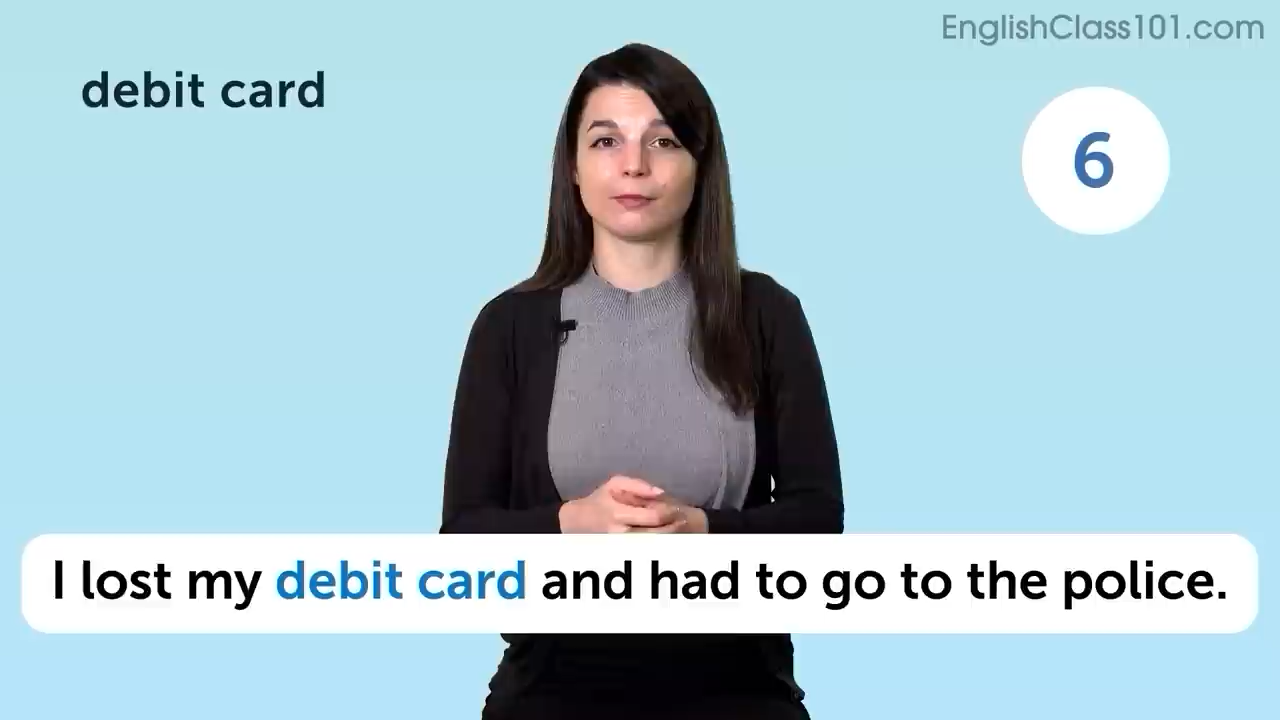 EnglishClass101.com
debit card
6
I lost my debit card and had to go to the police.